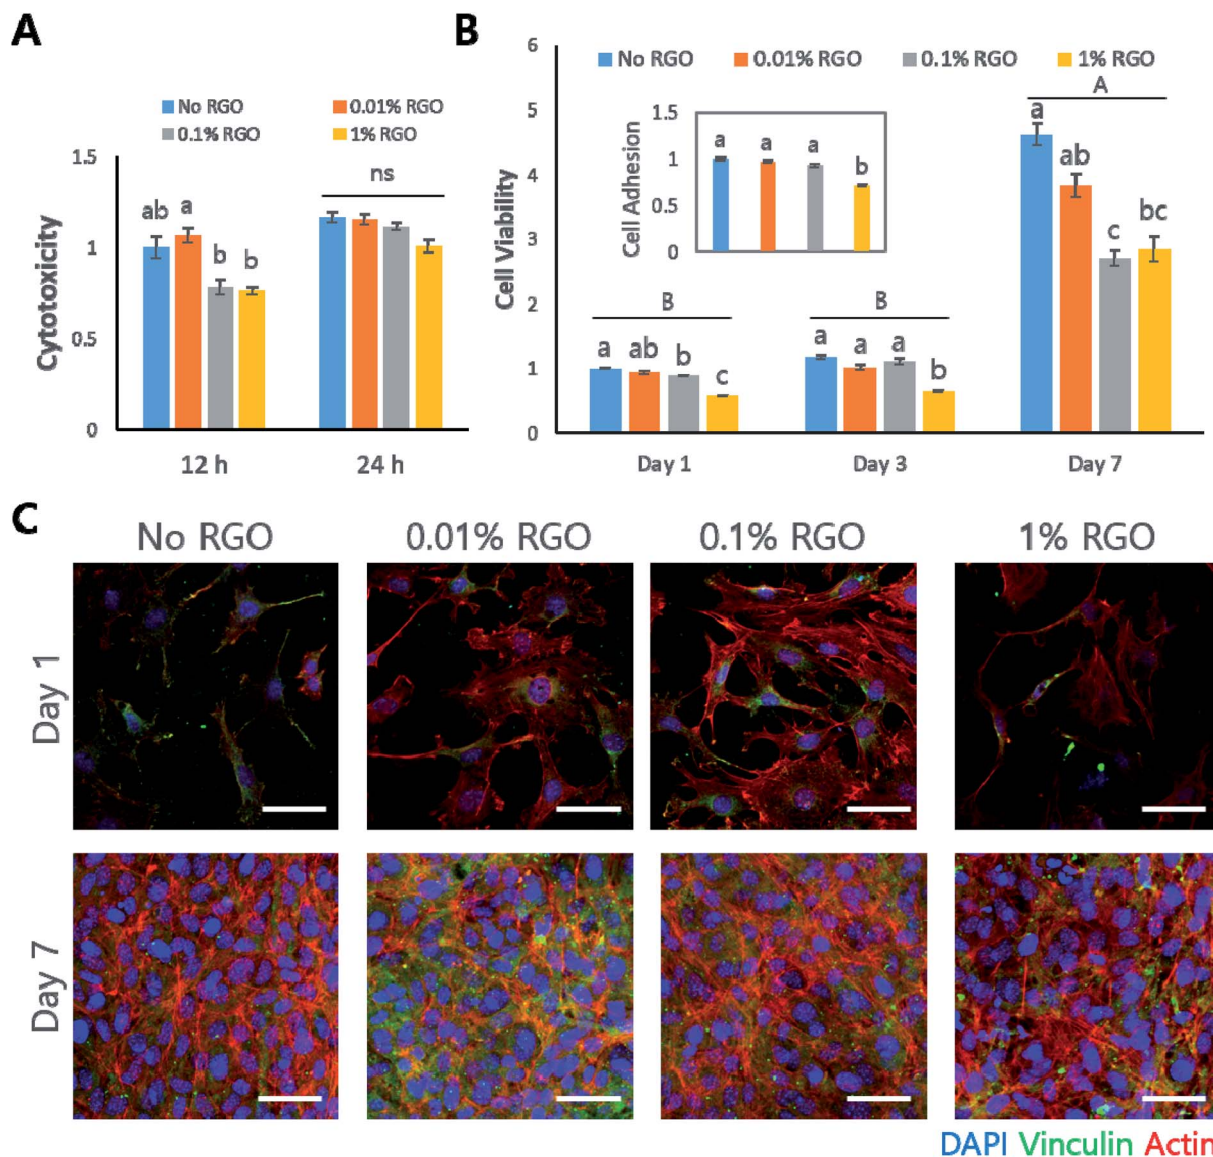 A
No RGO 0.01% RGO
0.1% RGO 1% RGO
Cytotoxicity
1.5
1
0.5
0
ab a b b
ns
12 h 24 h
B
Cell Viability
6
5
4
3
2
1
0
No RGO 0.01% RGO 0.1% RGO 1% RGO
Cell Adhesion
1.5
1
0.5
0
a a a b
B
a ab b c
B
a a a b
A
a ab c bc
Day 1 Day 3 Day 7
C
No RGO 0.01% RGO 0.1% RGO 1% RGO
Day 1
Day 7
DAPI Vinculin Actin